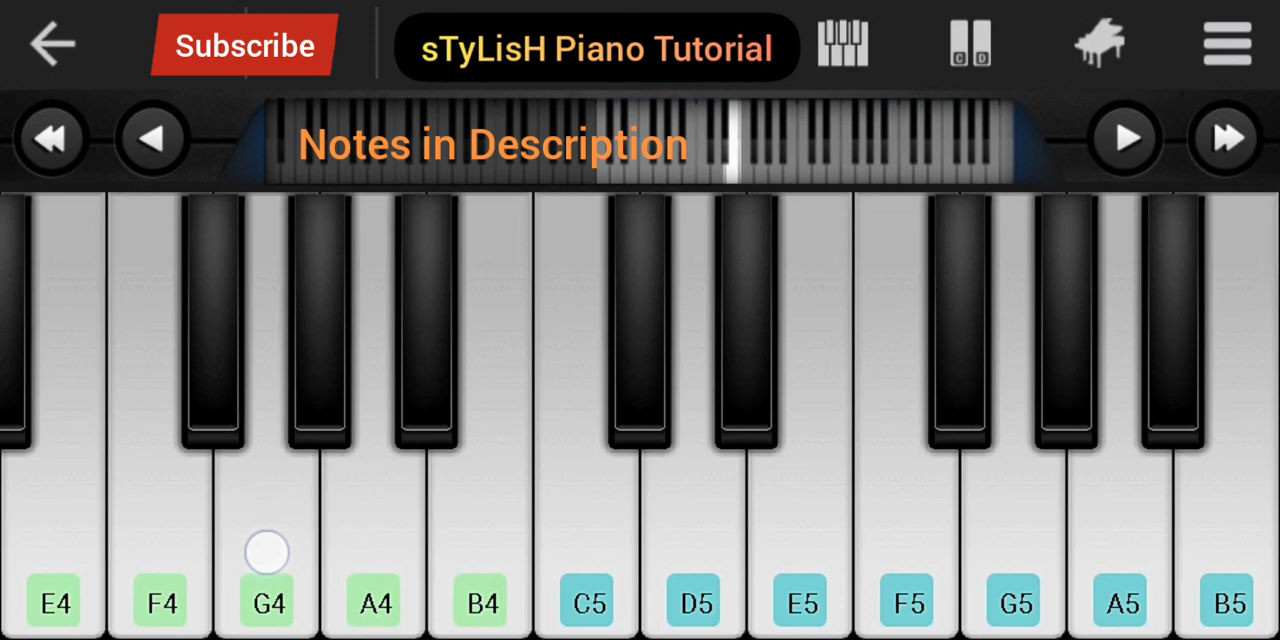 Subscribe
sTyLisH Piano Tutorial
C D
Notes in Description
E4 F4 G4 A4 B4 C5 D5 E5 F5 G5 A5 B5